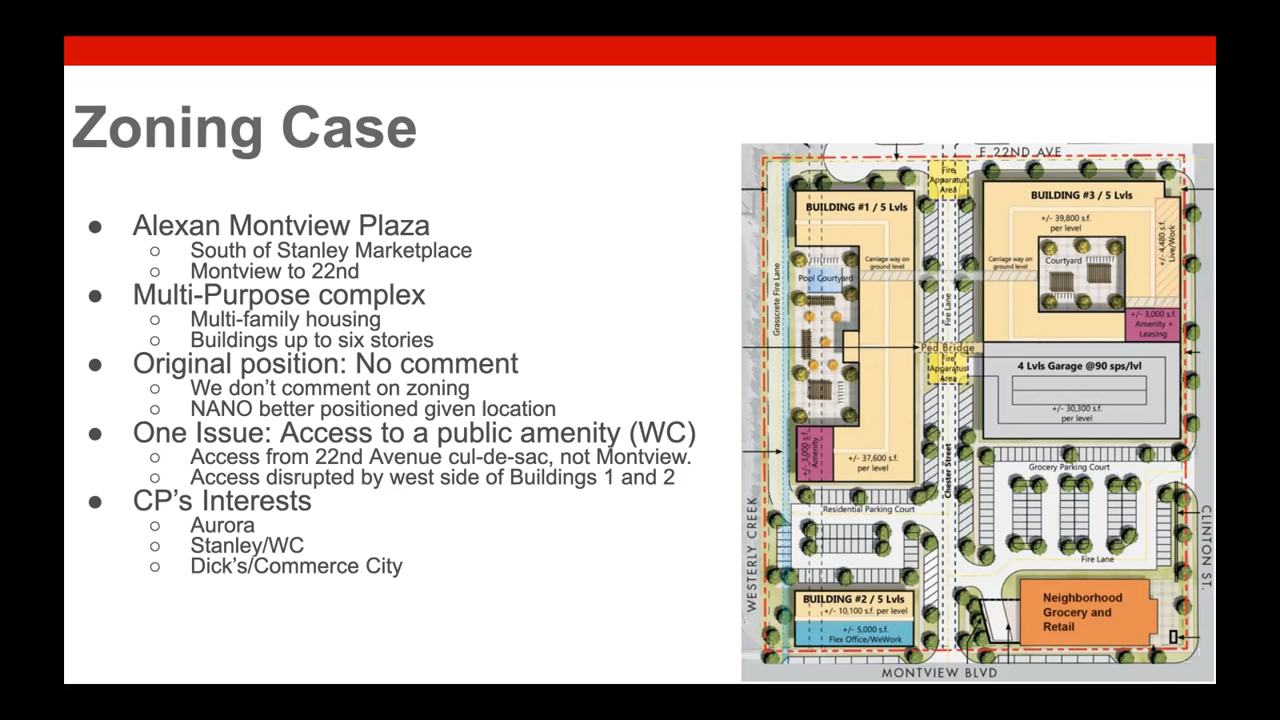 Zoning Case
● Alexan Montview Plaza
○ South of Stanley Marketplace
○ Montview to 22nd
● Multi-Purpose complex
○ Multi-family housing
○ Buildings up to six stories
● Original position: No comment
○ We don’t comment on zoning
○ NANO better positioned given location
● One Issue: Access to a public amenity (WC)
○ Access from 22nd Avenue cul-de-sac, not Montview.
○ Access disrupted by west side of Buildings 1 and 2
● CP’s Interests
○ Aurora
○ Stanley/WC
○ Dick’s/Commerce City
E 22ND AVE
Fire
Apparatus
Area
BUILDING #1 / 5 Lvls
BUILDING #3 / 5 Lvls
+/- 39,800 s.f.
per level
+/- 4,480 s.f.
Live/Work
Grasscrete Fire Lane
Pool Courtyard
Carriage way on
ground level
Carriage way on
ground level
Courtyard
Fire Lane
+/- 3,000 s.f.
Amenity +
Leasing
Ped Bridge
Fire
Apparatus
Area
4 Lvls Garage @90 sps/lvl
+/- 30,300 s.f.
per level
+/- 3,000 s.f.
Amenity
+/- 37,600 s.f.
per level
Chester Street
Grocery Parking Court
Residential Parking Court
WESTERLY CREEK
CLINTON ST.
Fire Lane
BUILDING #2 / 5 Lvls
+/- 10,100 s.f. per level
+/- 5,000 s.f.
Flex Office/WeWork
Neighborhood
Grocery and
Retail
MONTVIEW BLVD